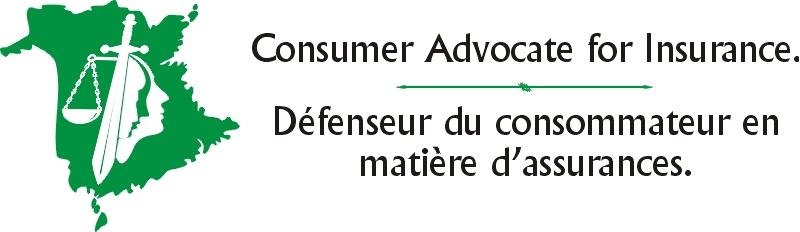 Consumer Advocate for Insurance.
Défenseur du consommateur en
matière d'assurances.